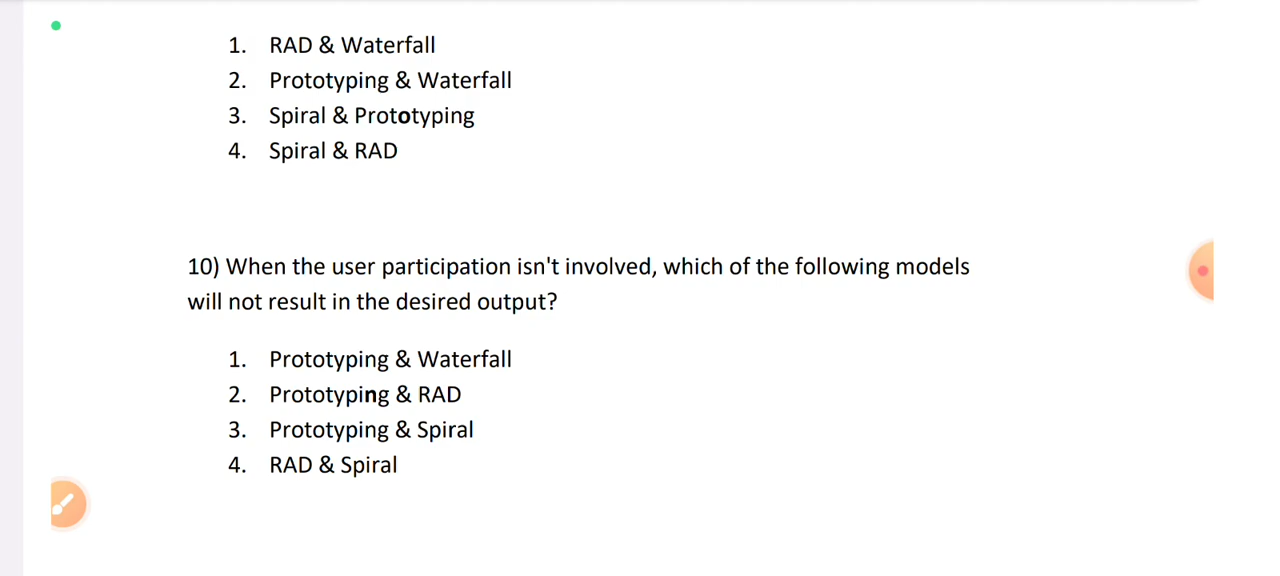 1. RAD & Waterfall
2. Prototyping & Waterfall
3. Spiral & Prototyping
4. Spiral & RAD
10) When the user participation isn't involved, which of the following models
will not result in the desired output?
1. Prototyping & Waterfall
2. Prototyping & RAD
3. Prototyping & Spiral
4. RAD & Spiral